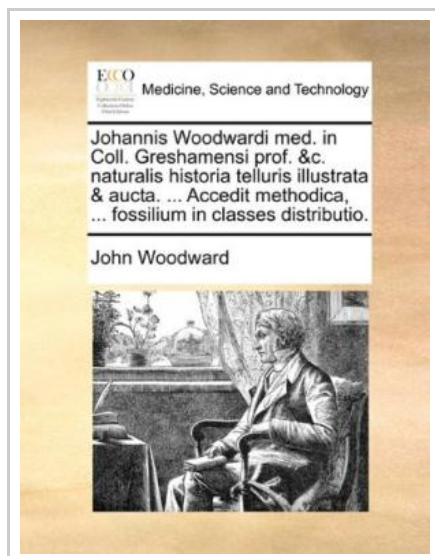 ECCO
Medicine, Science and Technology
Johannis Woodwardi med. in
Coll. Greshamensi prof. &c.
naturalis historia telluris illustrata
& aucta. ... Accedit methodica,
... fossilium in classes distributio.
John Woodward